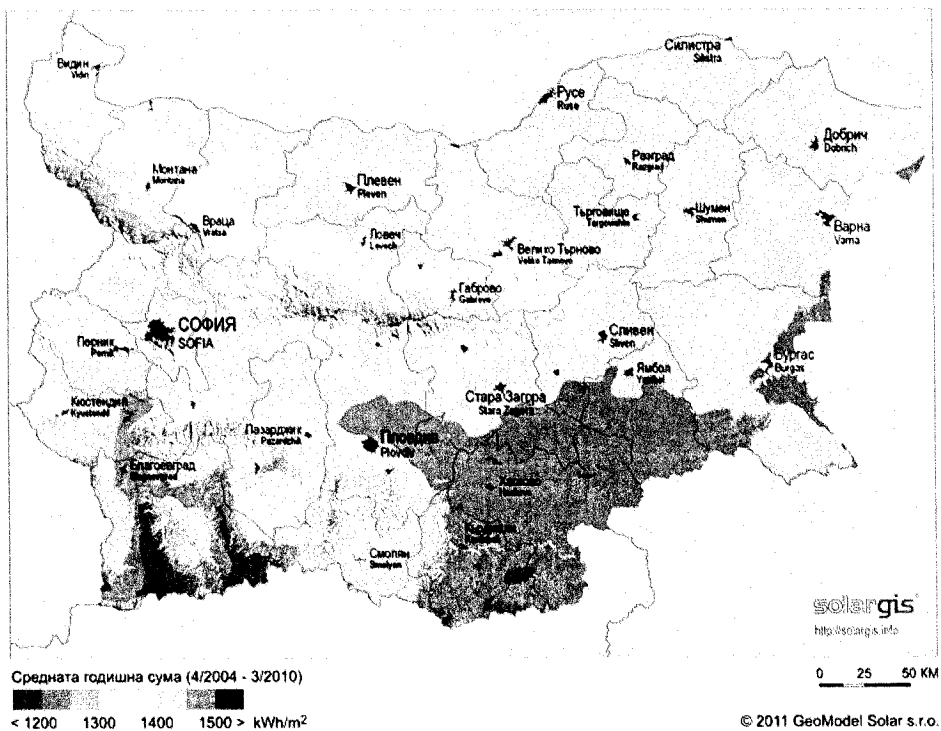 Силистра
Silistra
Видин
Vidin
Русе
Ruse
Добрич
Dobrich
Разград
Razgrad
Монтана
Montana
Плевен
Pleven
Търговище
Targovishte
Шумен
Shumen
Варна
Varna
Враца
Vratsa
Ловеч
Lovech
Велико Търново
Veliko Tarnovo
Габрово
Gabrovo
СОФИЯ
SOFIA
Перник
Pernik
Сливен
Sliven
Бургас
Burgas
Ямбол
Yambol
Стара Загора
Stara Zagora
Кюстендил
Kyustendil
Пазарджик
Pazardzhik
Пловдив
Plovdiv
Благоевград
Blagoevgrad
Смолян
Smolyan
solargis
http://solargis.info
Средната годишна сума (4/2004 - 3/2010)
< 1200 1300 1400 1500 > kWh/m²
0 25 50 KM
© 2011 GeoModel Solar s.r.o.